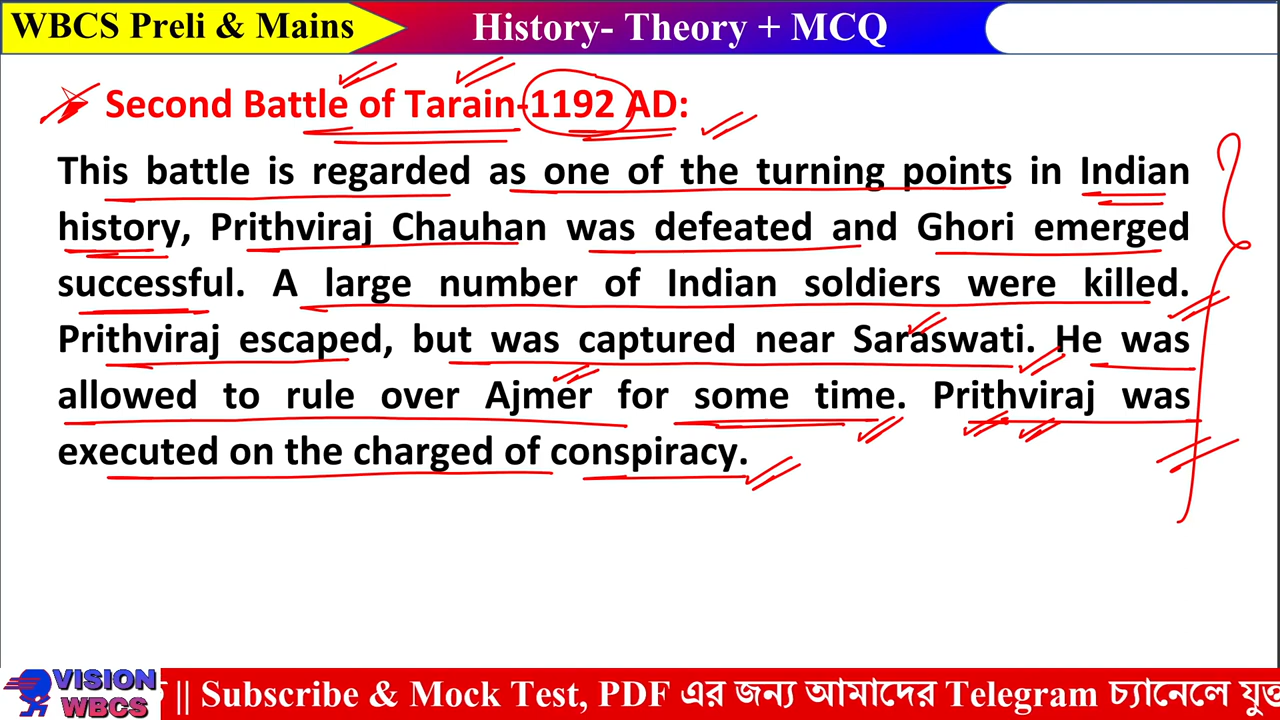 WBCS Preli & Mains
History- Theory + MCQ
Second Battle of Tarain-1192 AD:
This battle is regarded as one of the turning points in Indian
history, Prithviraj Chauhan was defeated and Ghori emerged
successful. A large number of Indian soldiers were killed.
Prithviraj escaped, but was captured near Saraswati. He was
allowed to rule over Ajmer for some time. Prithviraj was
executed on the charged of conspiracy.
VISION
WBCS
|| Subscribe & Mock Test, PDF এর জন্য আমাদের Telegram চ্যানেলে